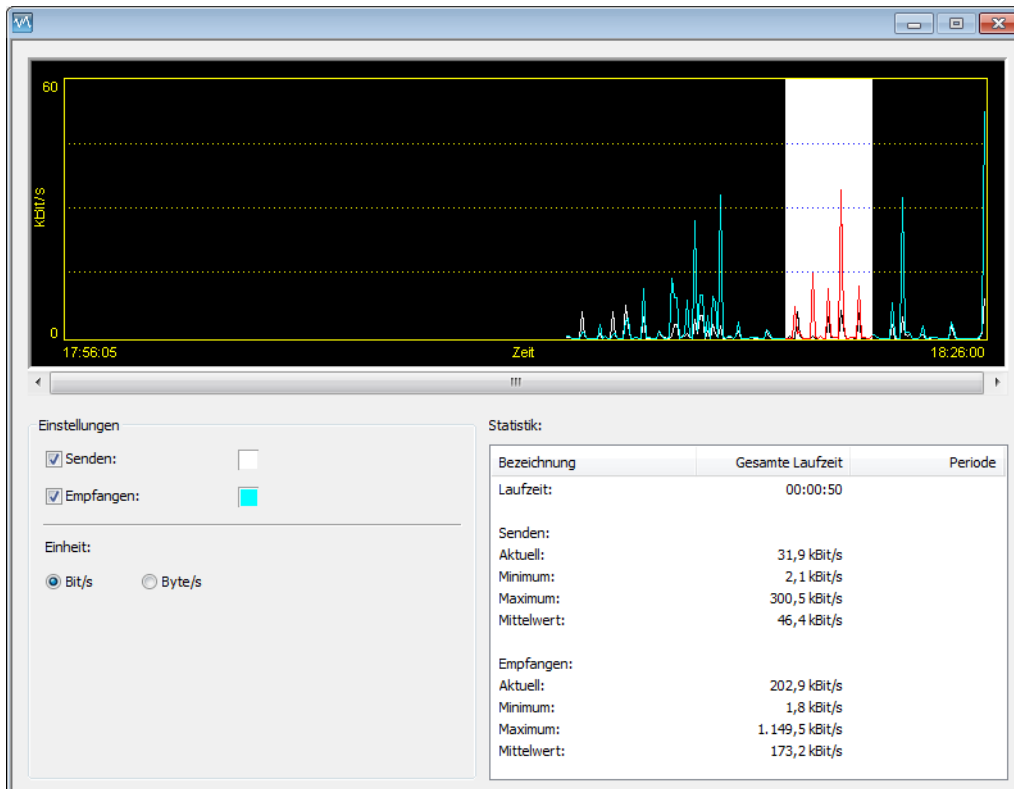 60
kBit/s
0
17:56:05 Zeit 18:26:00
Einstellungen
Senden:
Empfangen:
Einheit:
Bit/s Byte/s
Statistik:
Bezeichnung Gesamte Laufzeit Periode
Laufzeit: 00:00:50
Senden:
Aktuell: 31,9 kBit/s
Minimum: 2,1 kBit/s
Maximum: 300,5 kBit/s
Mittelwert: 46,4 kBit/s
Empfangen:
Aktuell: 202,9 kBit/s
Minimum: 1,8 kBit/s
Maximum: 1.149,5 kBit/s
Mittelwert: 173,2 kBit/s